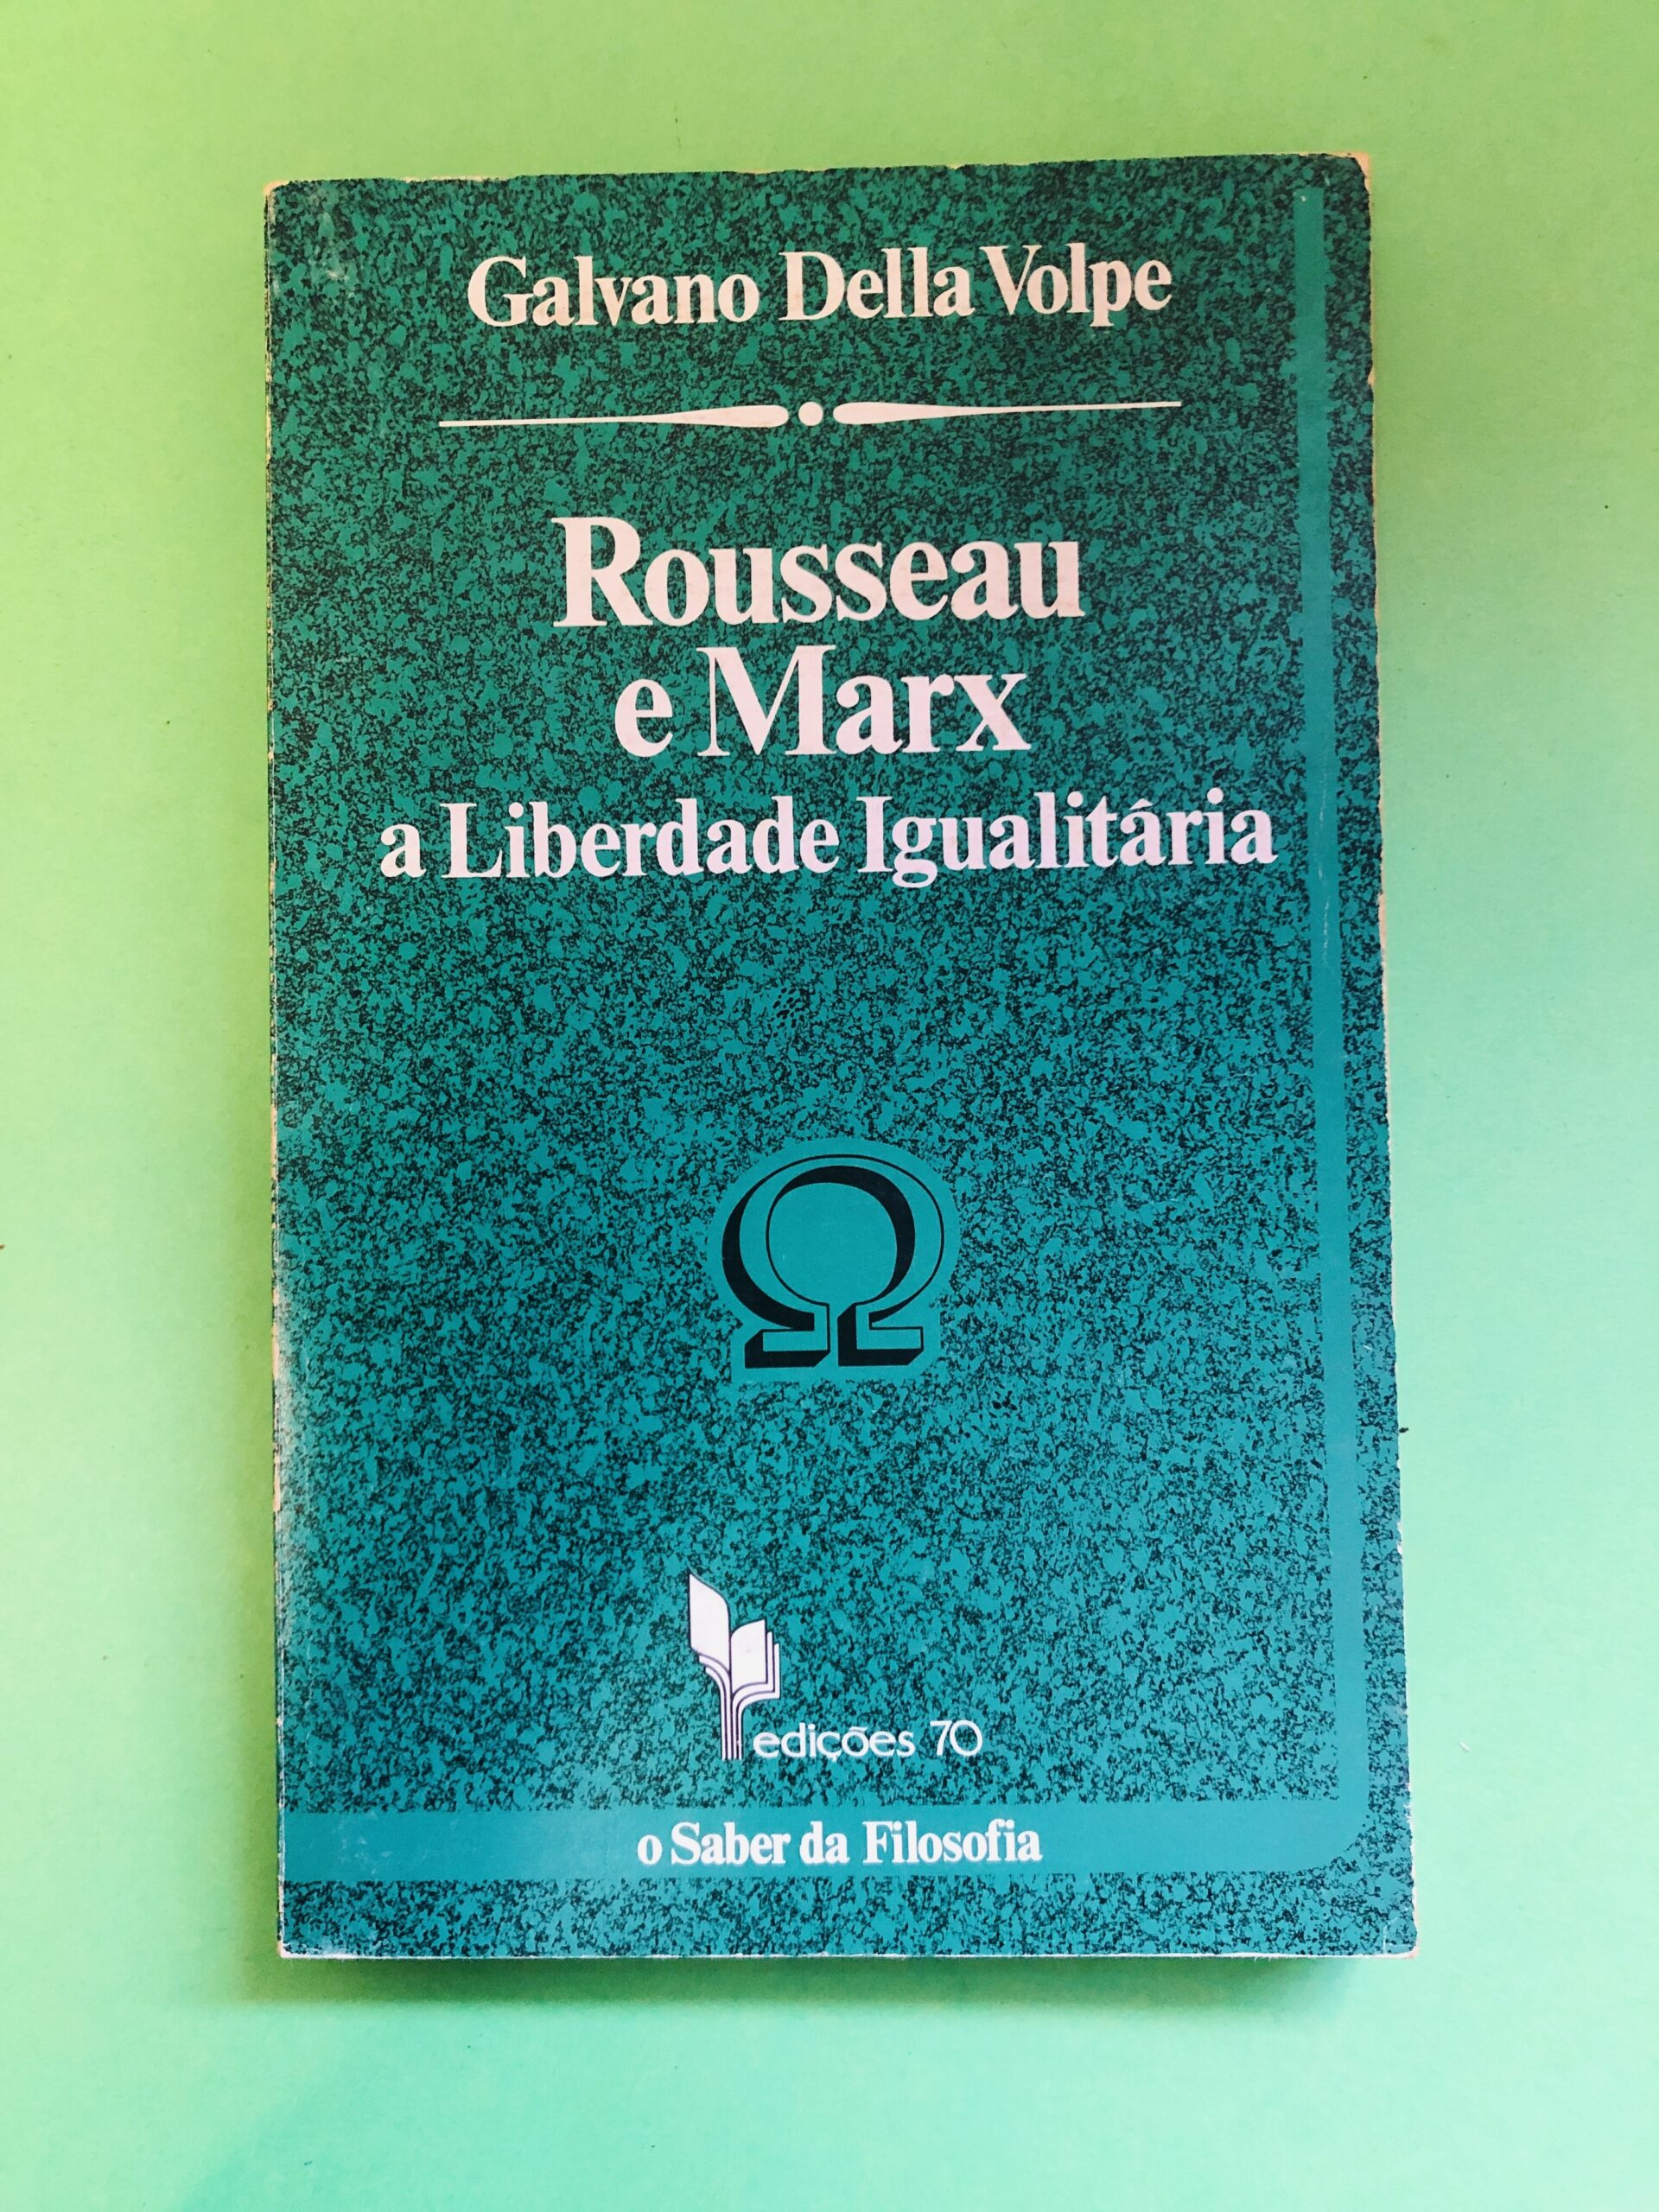 Galvano Della Volpe
Rousseau
e Marx
a Liberdade Igualitária
Ω
edições 70
o Saber da Filosofia